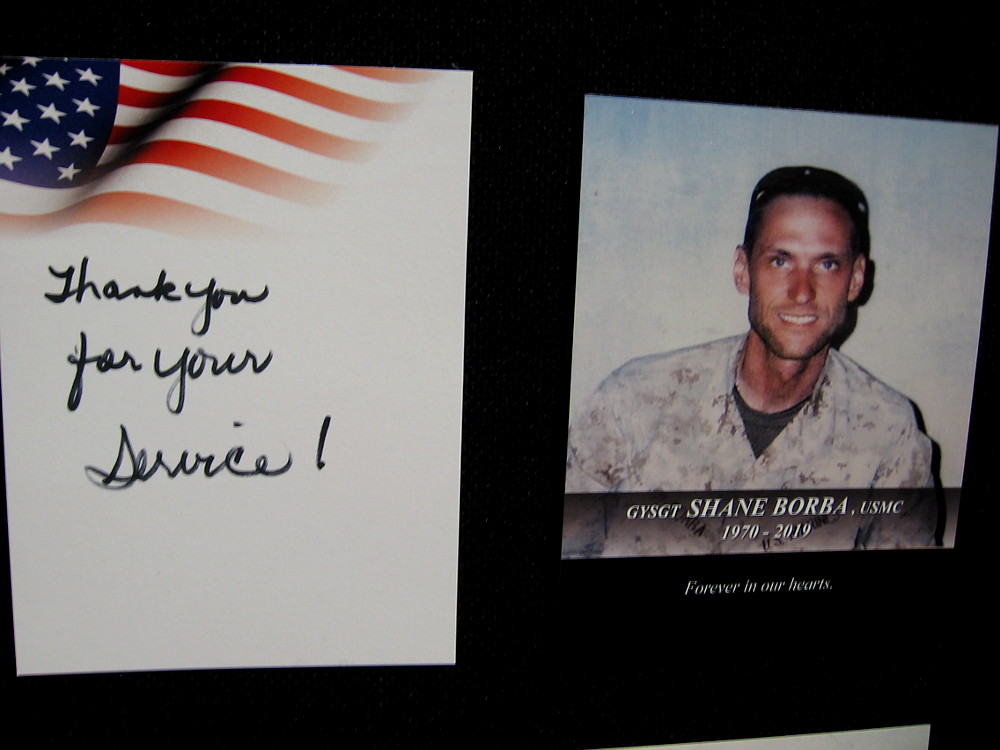 Thank you
for your
Service!
GYSGT SHANE BORBA, USMC
1970 - 2019
Forever in our hearts.